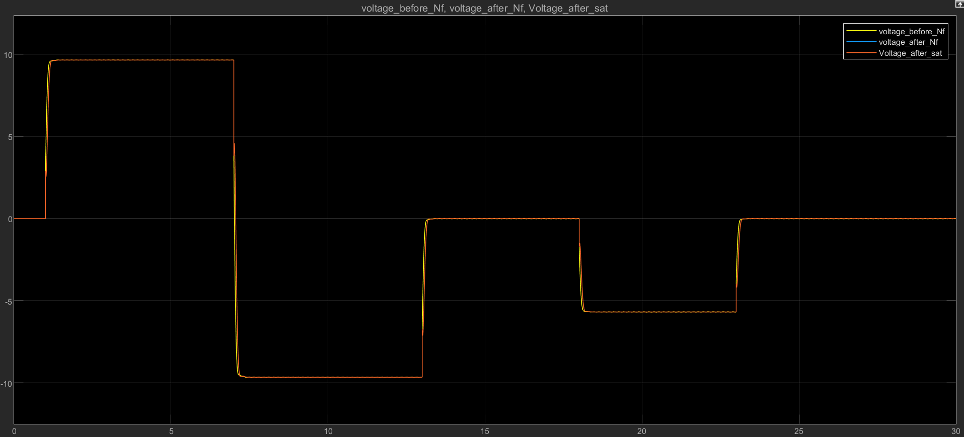 voltage_before_Nf, voltage_after_Nf, Voltage_after_sat
voltage_before_Nf
voltage_after_Nf
Voltage_after_sat
10
5
0
-5
-10
0 5 10 15 20 25 30